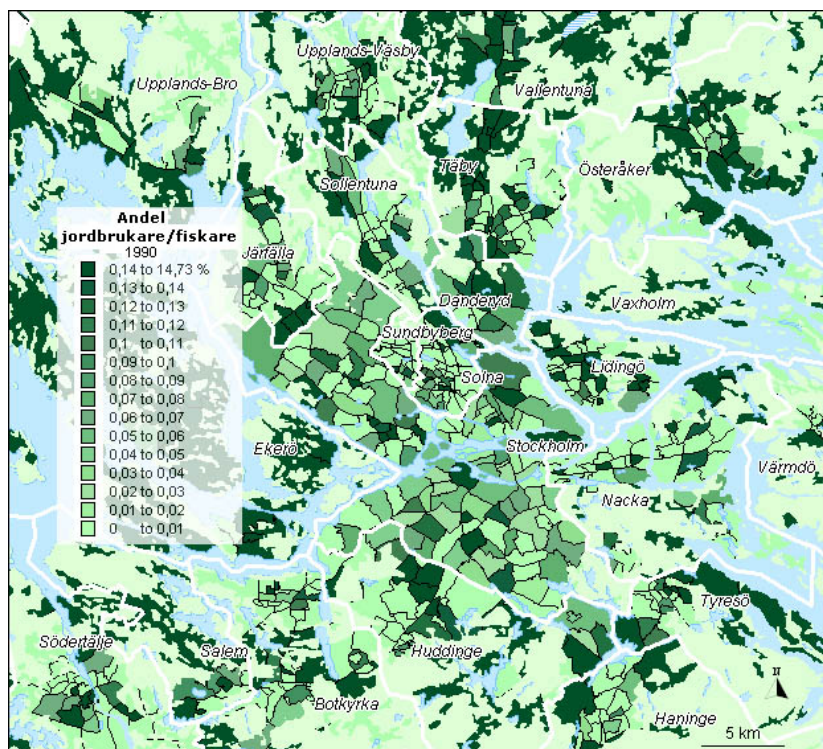 Upplands-Väsby
Upplands-Bro
Vallentuna
Täby
Österåker
Sollentuna
Andel
jordbrukare/fiskare
1990
0,14 to 14,73 %
0,13 to 0,14
0,12 to 0,13
0,11 to 0,12
0,1 to 0,11
0,09 to 0,1
0,08 to 0,09
0,07 to 0,08
0,06 to 0,07
0,05 to 0,06
0,04 to 0,05
0,03 to 0,04
0,02 to 0,03
0,01 to 0,02
0 to 0,01
Järfälla
Danderyd
Vaxholm
Sundbyberg
Lidingö
Solna
Ekerö
Stockholm
Värmdö
Nacka
Tyresö
Södertälje
Salem
Huddinge
Botkyrka
N
Haninge
5 km